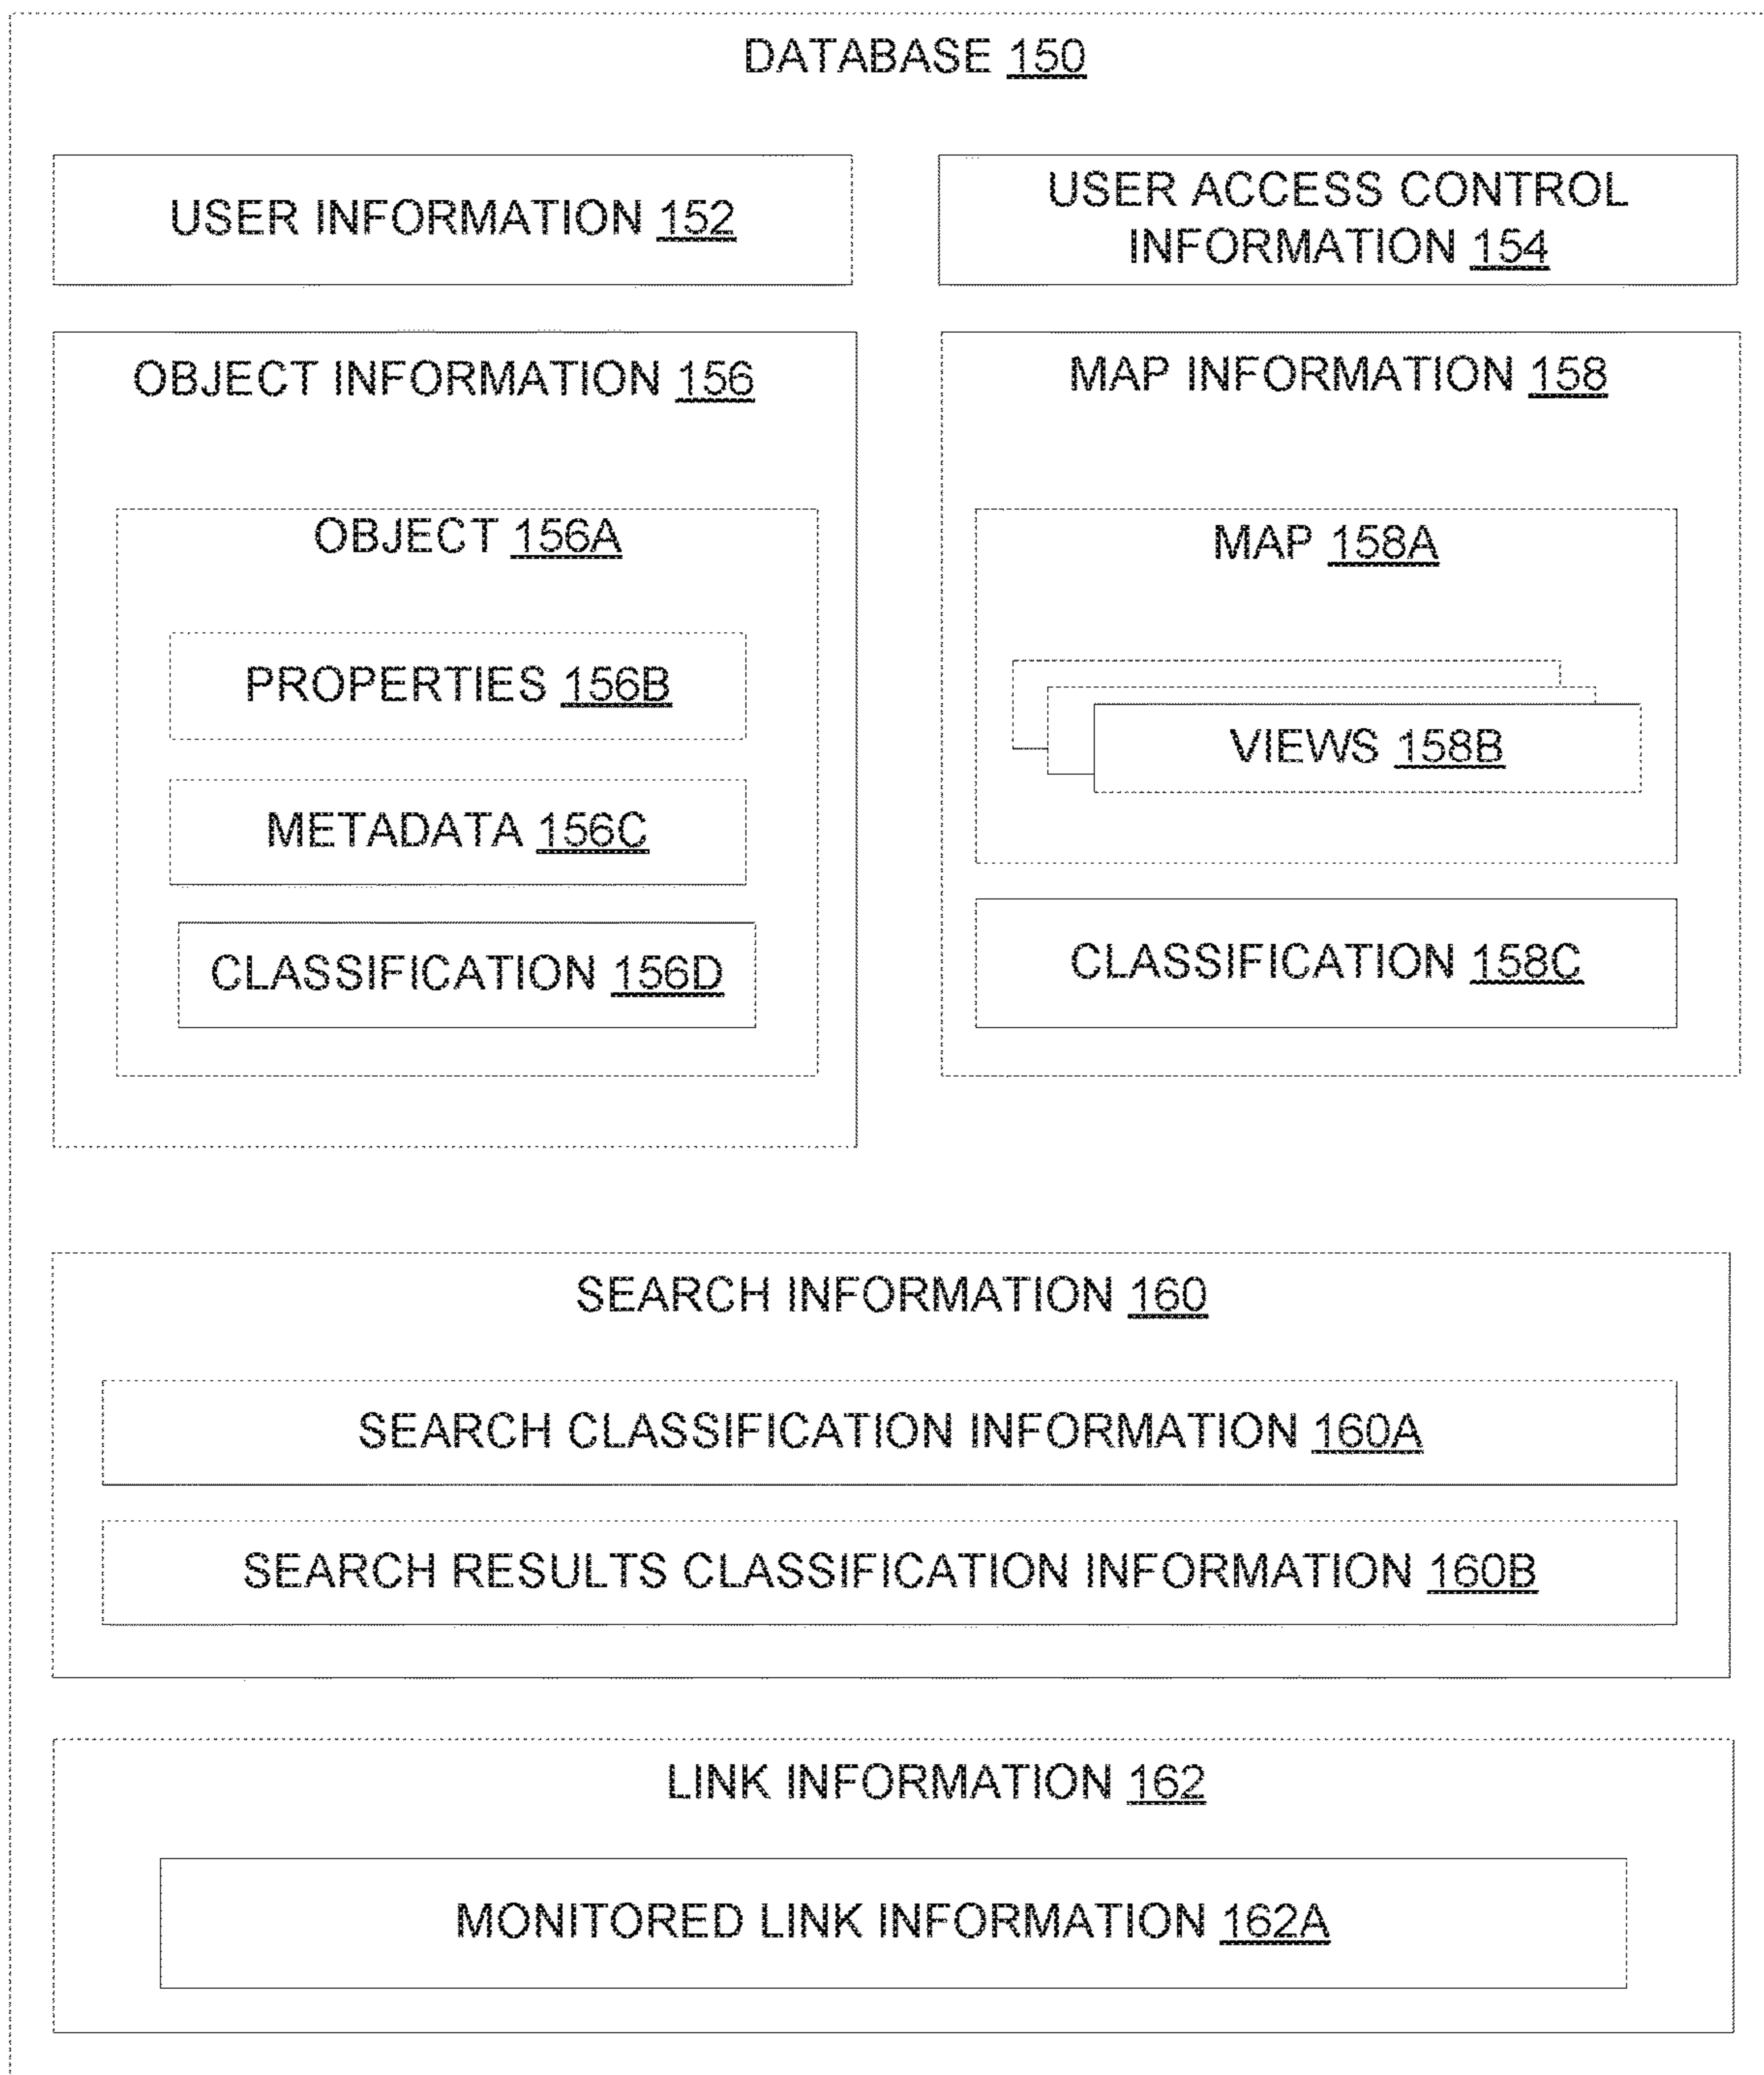 DATABASE 150
USER INFORMATION 152
USER ACCESS CONTROL
INFORMATION 154
OBJECT INFORMATION 156
OBJECT 156A
PROPERTIES 156B
METADATA 156C
CLASSIFICATION 156D
MAP INFORMATION 158
MAP 158A
VIEWS 158B
CLASSIFICATION 158C
SEARCH INFORMATION 160
SEARCH CLASSIFICATION INFORMATION 160A
SEARCH RESULTS CLASSIFICATION INFORMATION 160B
LINK INFORMATION 162
MONITORED LINK INFORMATION 162A